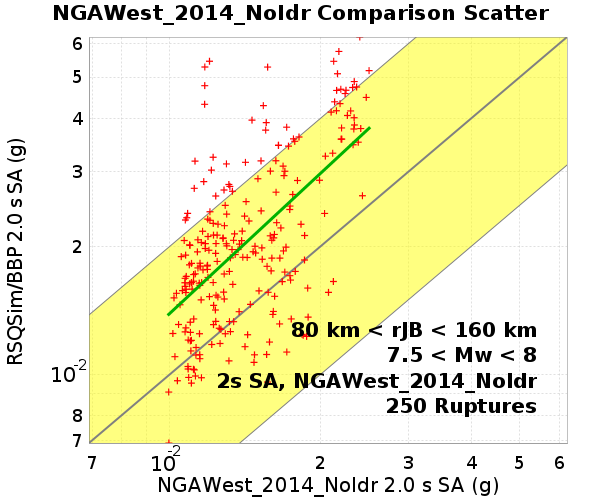 NGAWest_2014_NoIdr Comparison Scatter
6
5
4
3
2
10-2
8
7
RSQSim/BBP 2.0 s SA (g)
80 km < rJB < 160 km
7.5 < Mw < 8
2s SA, NGAWest_2014_NoIdr
250 Ruptures
7 10-2 2 3 4 5 6
NGAWest_2014_NoIdr 2.0 s SA (g)